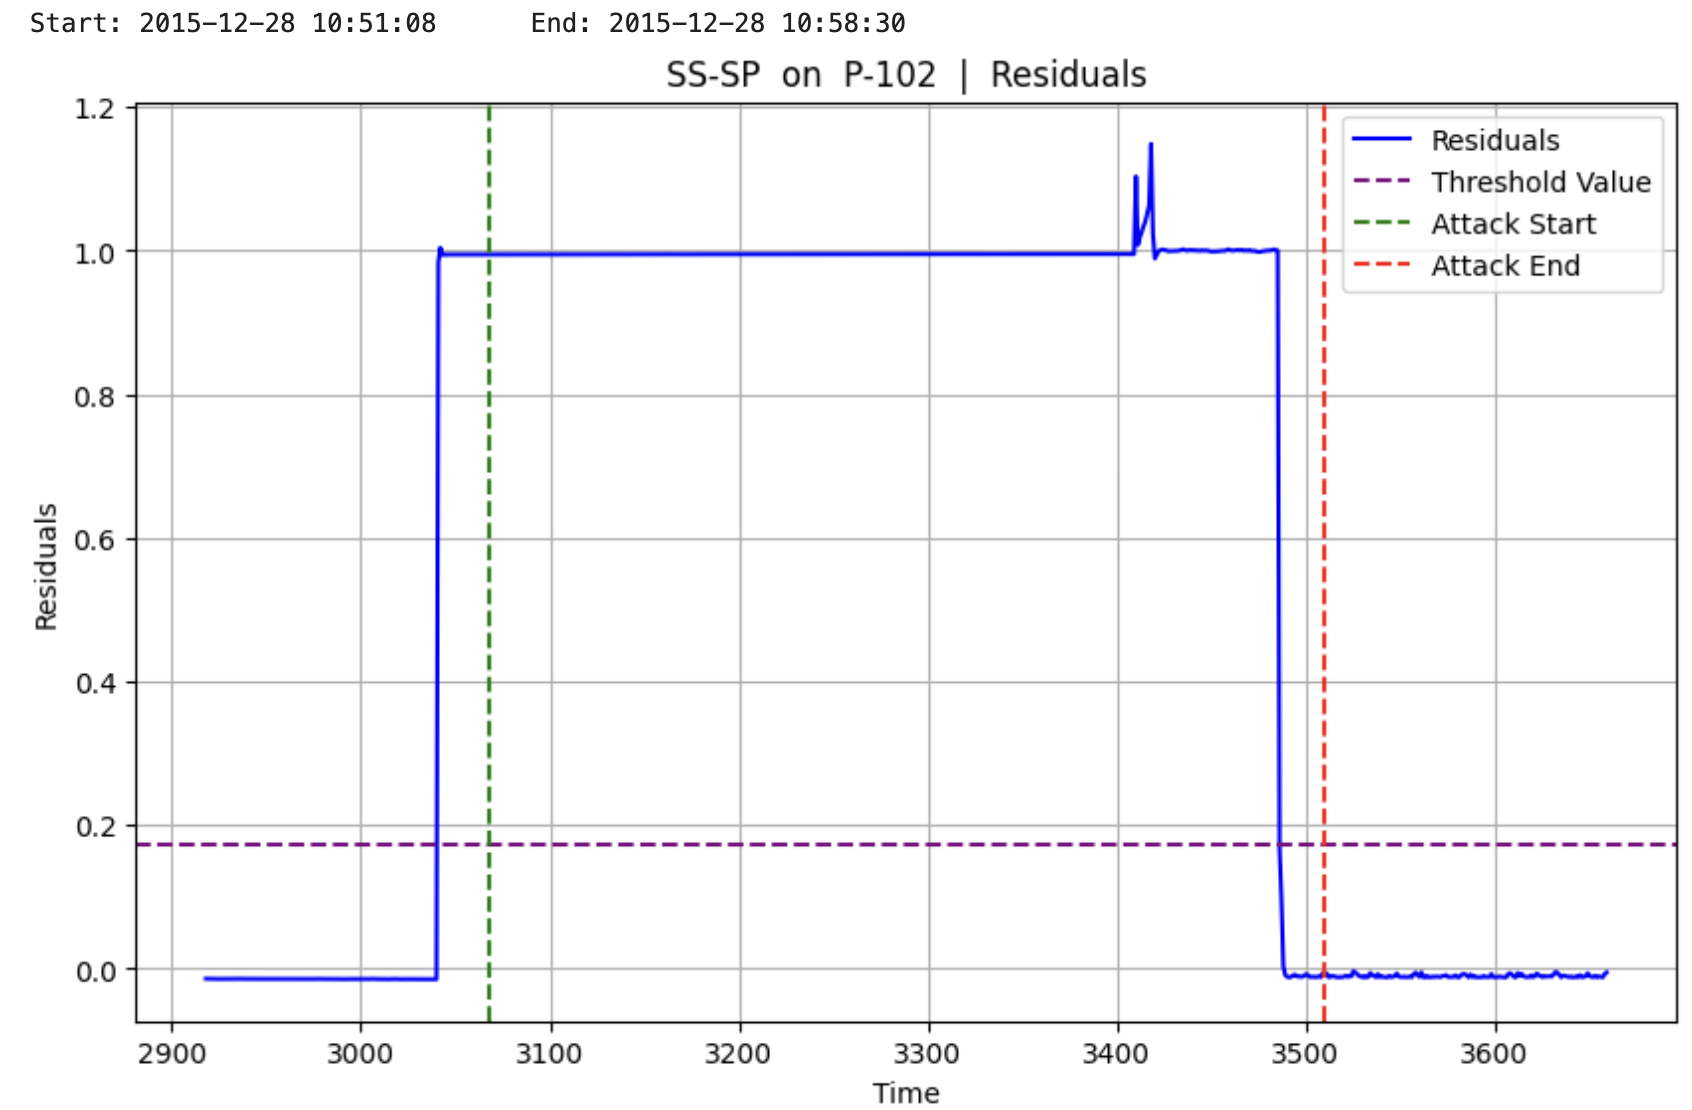 Start: 2015-12-28 10:51:08 End: 2015-12-28 10:58:30
SS-SP on P-102 | Residuals
Residuals
Threshold Value
Attack Start
Attack End
1.2
1.0
0.8
0.6
0.4
0.2
0.0
Residuals
2900 3000 3100 3200 3300 3400 3500 3600
Time